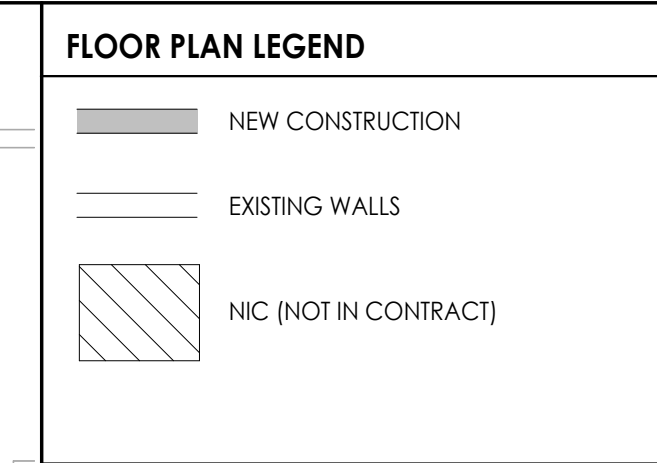 FLOOR PLAN LEGEND
NEW CONSTRUCTION
EXISTING WALLS
NIC (NOT IN CONTRACT)